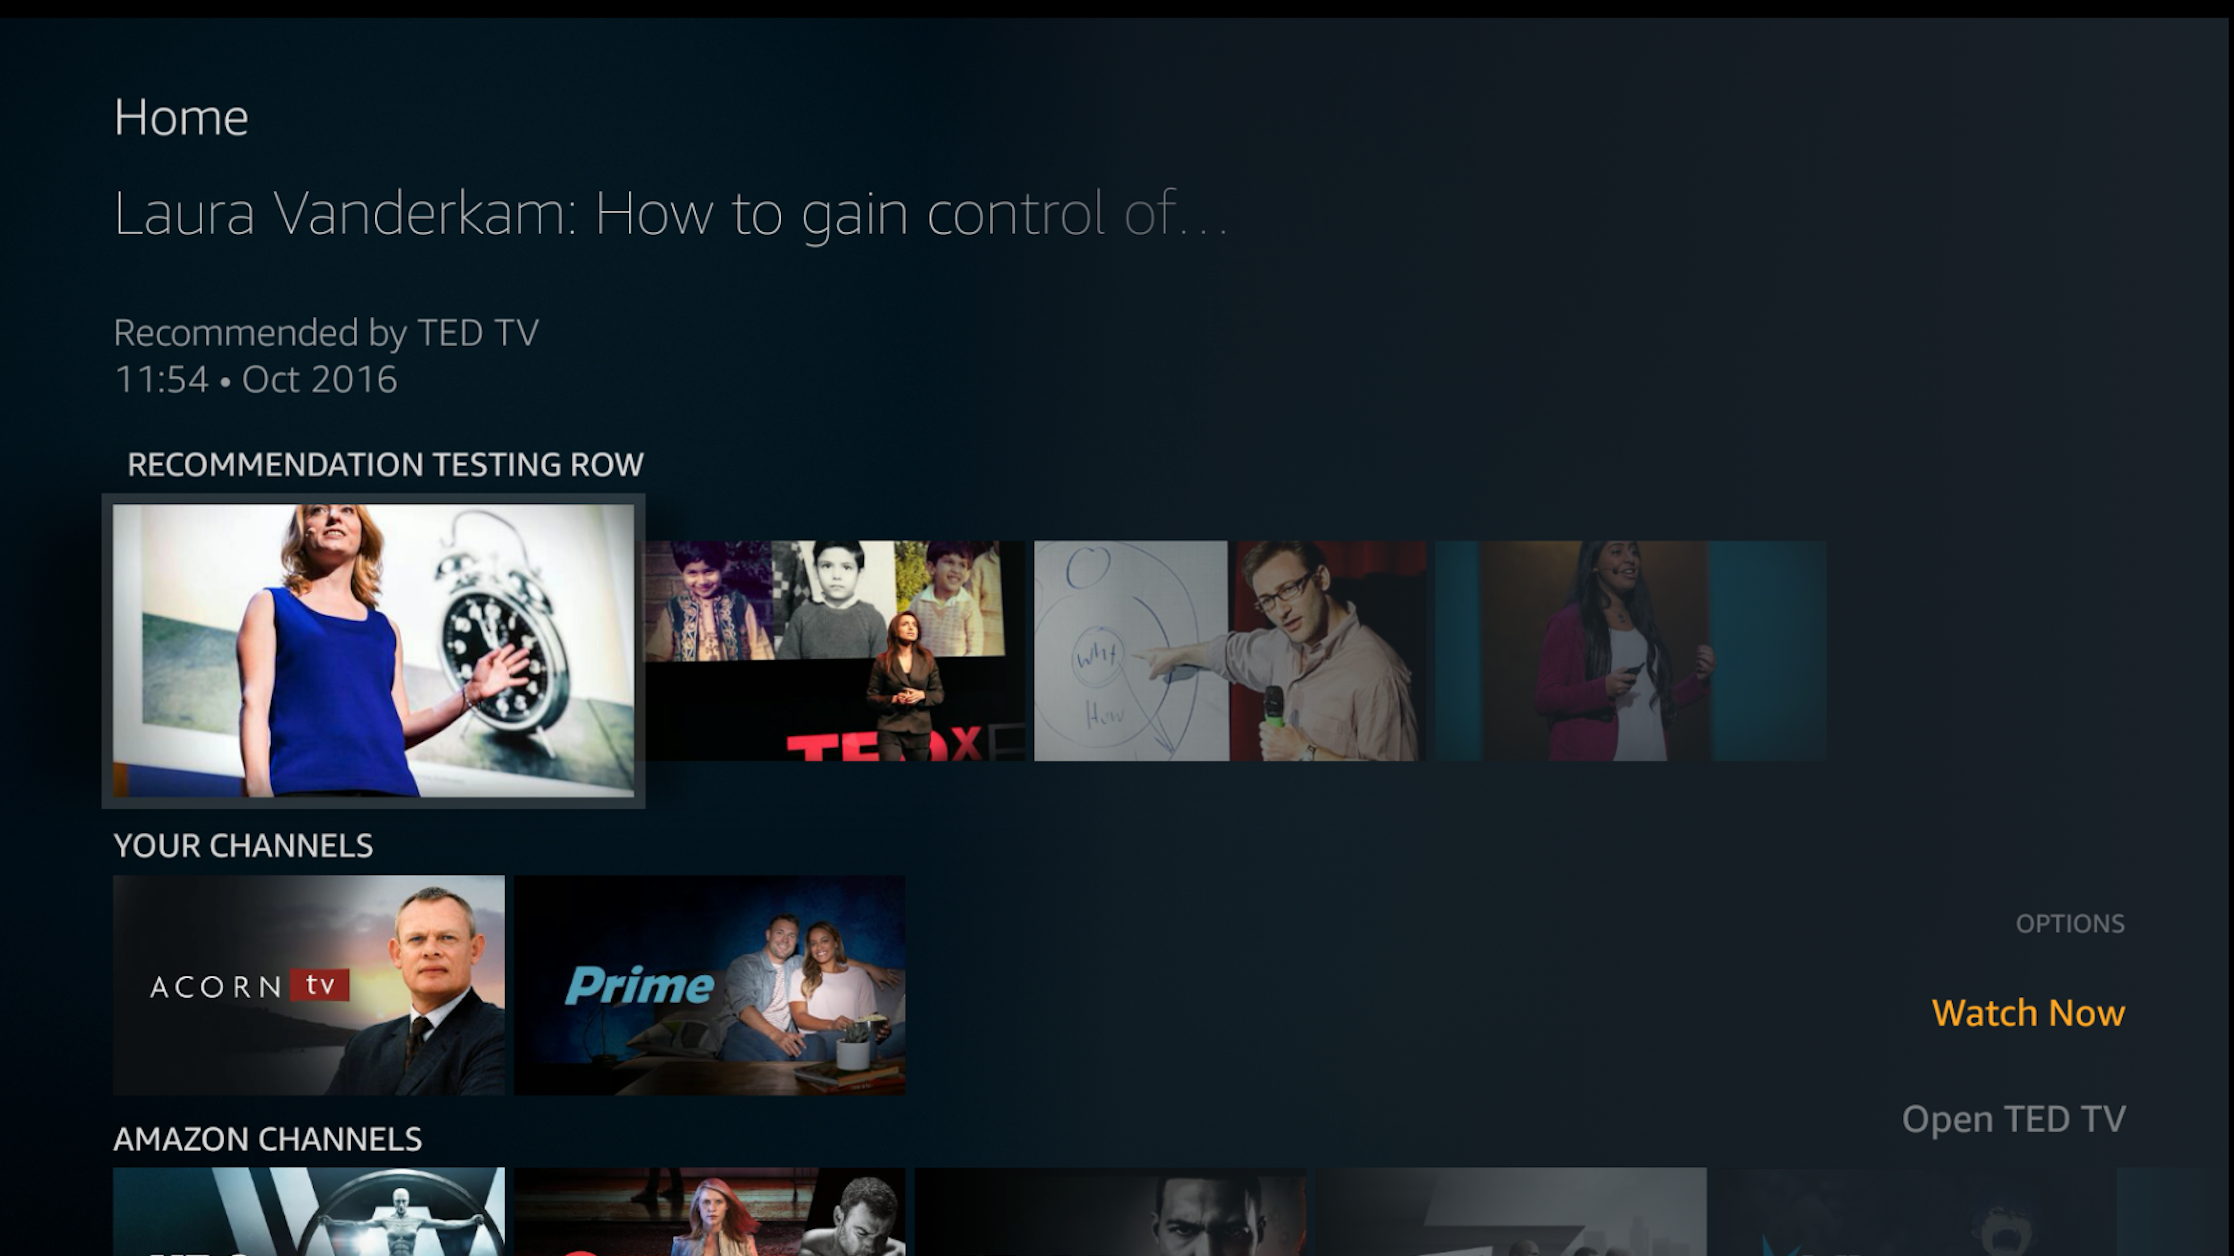 Home
Laura Vanderkam: How to gain control of...
Recommended by TED TV
11:54 • Oct 2016
RECOMMENDATION TESTING ROW
Why
How
TEDx
YOUR CHANNELS
ACORN tv
Prime
OPTIONS
Watch Now
Open TED TV
AMAZON CHANNELS